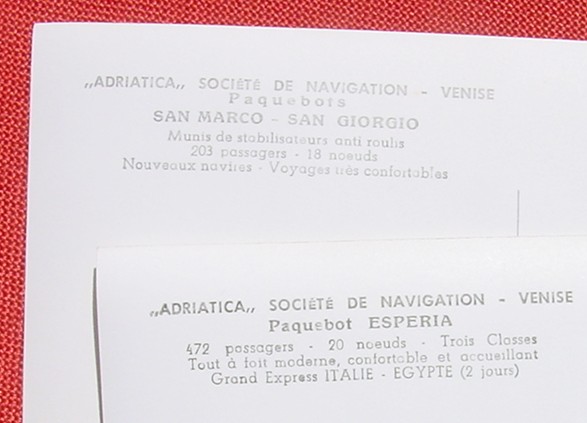 „ADRIATICA„ SOCIÉTÉ DE NAVIGATION - VENISE
Paquebots
SAN MARCO - SAN GIORGIO
Munis de stabilisateurs anti roulis
203 passagers - 18 noeuds
Nouveaux navires - Voyages très confortables
„ADRIATICA„ SOCIÉTÉ DE NAVIGATION - VENISE
Paquebot ESPERIA
472 passagers - 20 noeuds - Trois Classes
Tout à fait moderne, confortable et accueillant
Grand Express ITALIE - EGYPTE (2 jours)